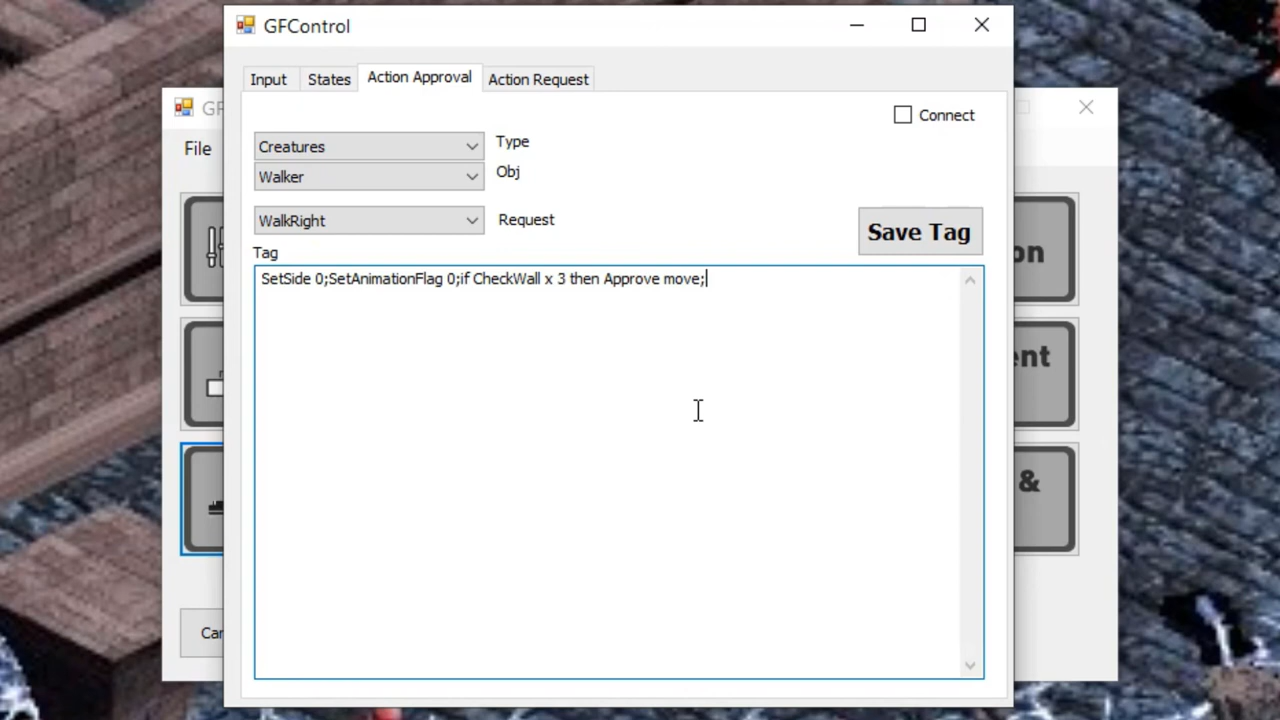 GFControl
Input States Action Approval Action Request
Connect
Creatures Type
Walker Obj
WalkRight Request
Save Tag
Tag
SetSide 0;SetAnimationFlag 0;if CheckWall x 3 then Approve move;
GF
File
on
ent
&
Car